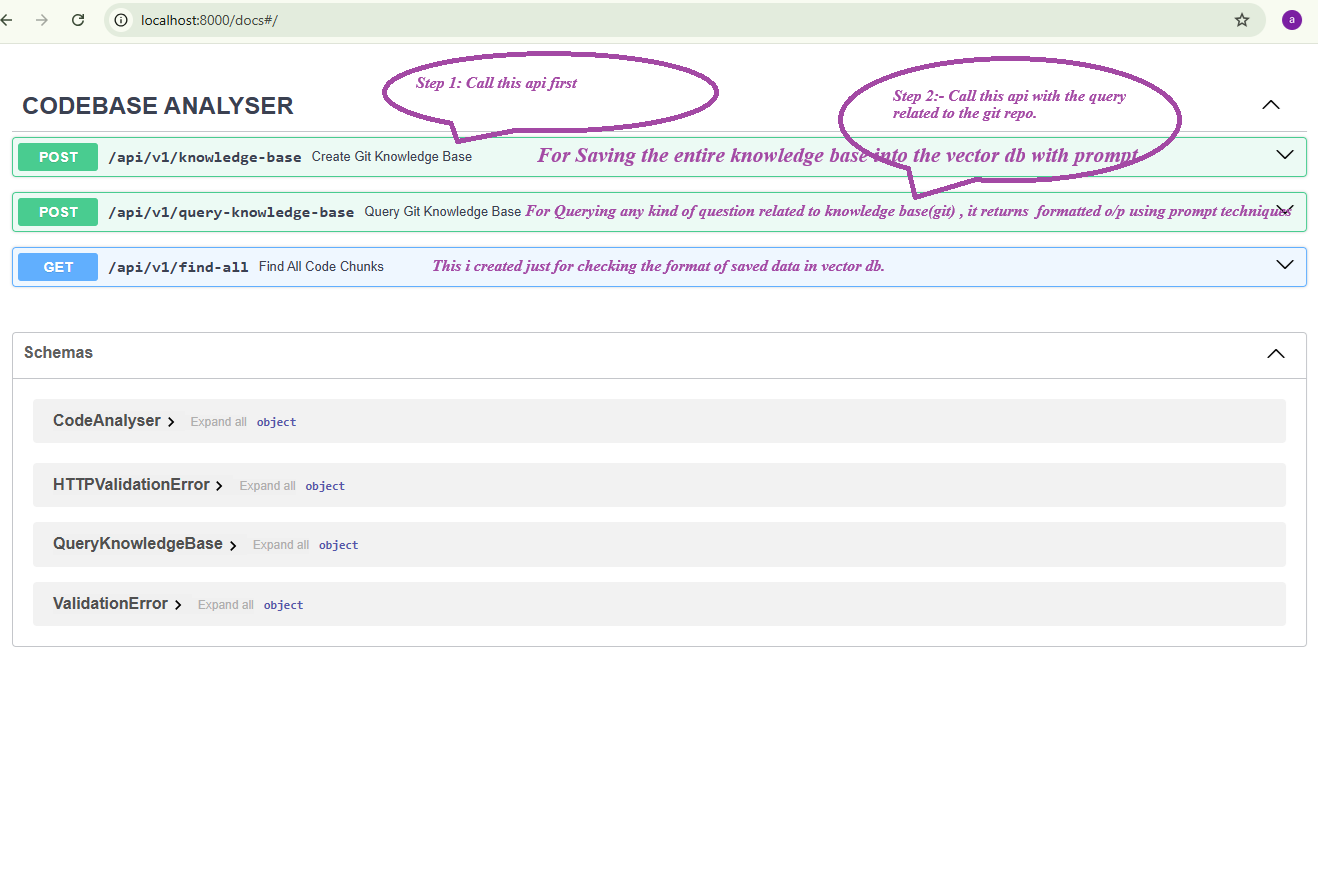 localhost:8000/docs#/
a
Step 1: Call this api first
Step 2:- Call this api with the query
related to the git repo.
CODEBASE ANALYSER
POST /api/v1/knowledge-base Create Git Knowledge Base For Saving the entire knowledge base into the vector db with prompt
POST /api/v1/query-knowledge-base Query Git Knowledge Base For Querying any kind of question related to knowledge base(git) , it returns formatted o/p using prompt techniques
GET /api/v1/find-all Find All Code Chunks This i created just for checking the format of saved data in vector db.
Schemas
CodeAnalyser Expand all object
HTTPValidationError Expand all object
QueryKnowledgeBase Expand all object
ValidationError Expand all object